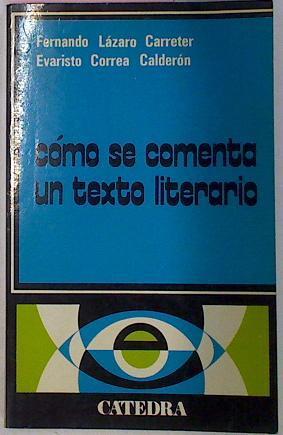 Fernando Lázaro Carreter
Evaristo Correa Calderón
cómo se comenta
un texto literario
CATEDRA